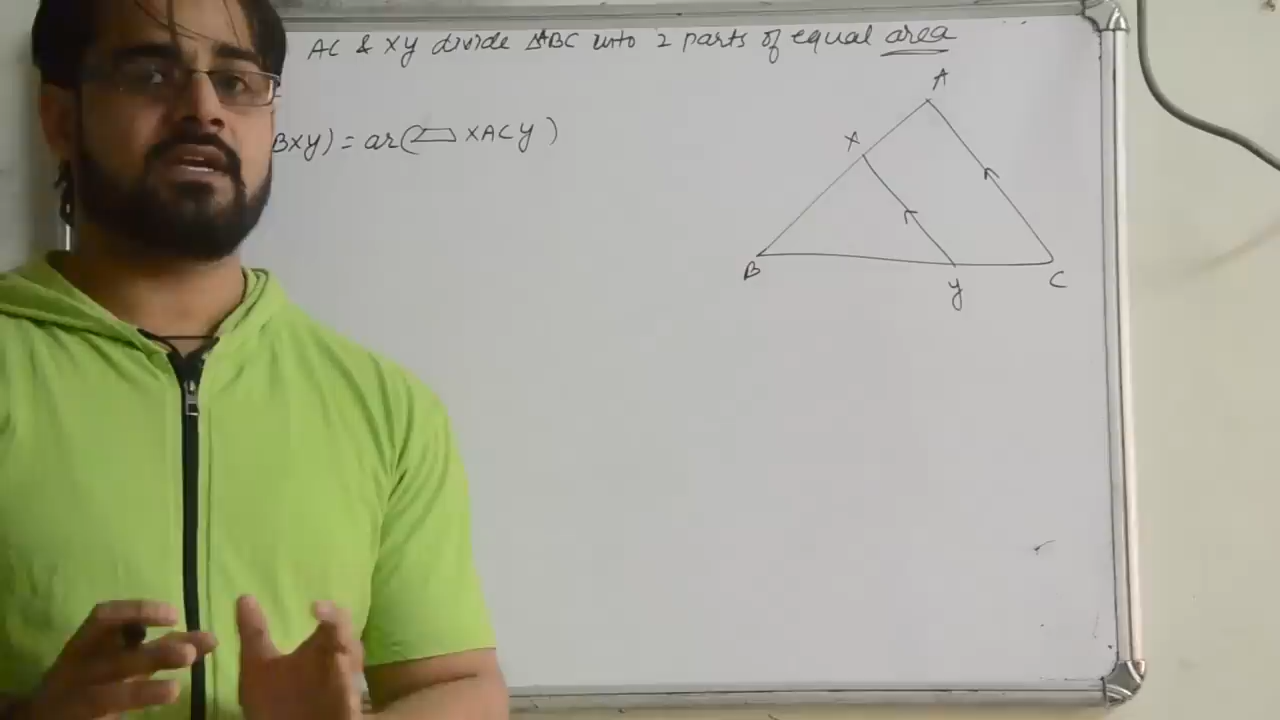 AC & XY divide ΔABC into 2 parts of equal area
BXY) = ar(▱ XACY)
A
X
B
Y
C